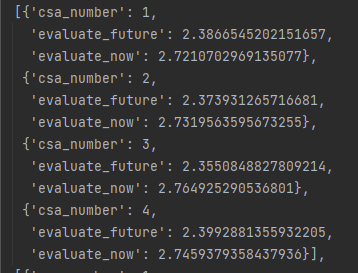 [{'csa_number': 1,
'evaluate_future': 2.3866545202151657,
'evaluate_now': 2.7210702969135077},
{'csa_number': 2,
'evaluate_future': 2.373931265716681,
'evaluate_now': 2.7319563595673255},
{'csa_number': 3,
'evaluate_future': 2.3550848827809214,
'evaluate_now': 2.764925290536801},
{'csa_number': 4,
'evaluate_future': 2.3992881355932205,
'evaluate_now': 2.7459379358437936}],